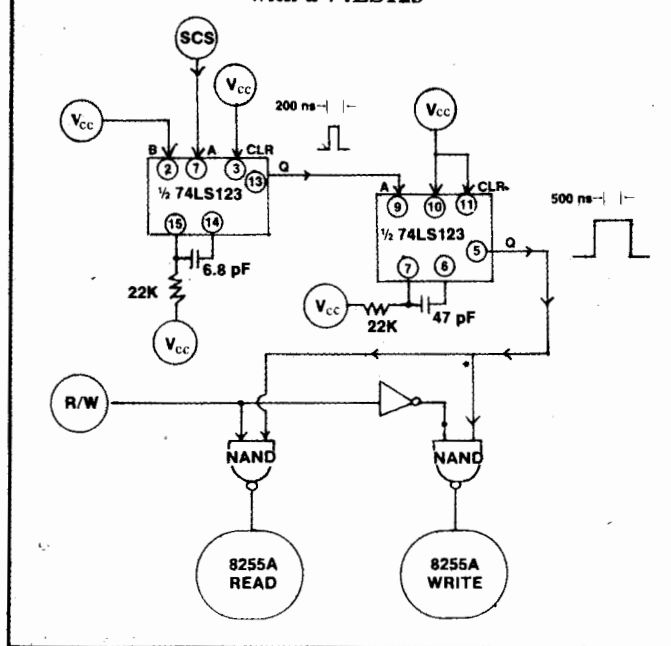 with a 74LS123
SCS
Vcc
Vcc
200 ns
B
2
7
A
3
CLR
13
Q
½ 74LS123
15
14
6.8 pF
22K
Vcc
Vcc
A
9
10
11
CLR
½ 74LS123
5
Q
7
6
Vcc
22K
47 pF
500 ns
R/W
NAND
NAND
8255A
READ
8255A
WRITE